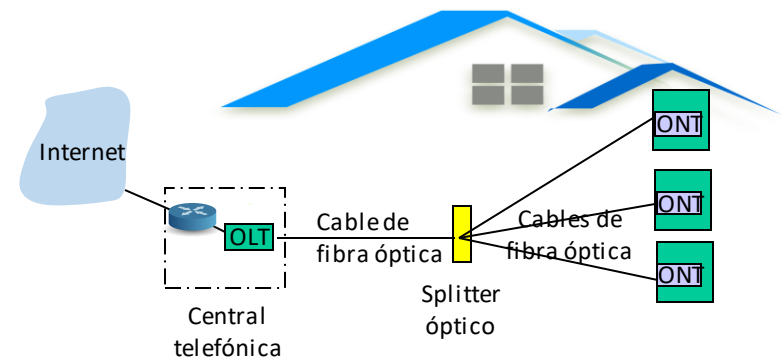 Internet
OLT
Central
telefónica
Cable de
fibra óptica
Splitter
óptico
Cables de
fibra óptica
ONT
ONT
ONT